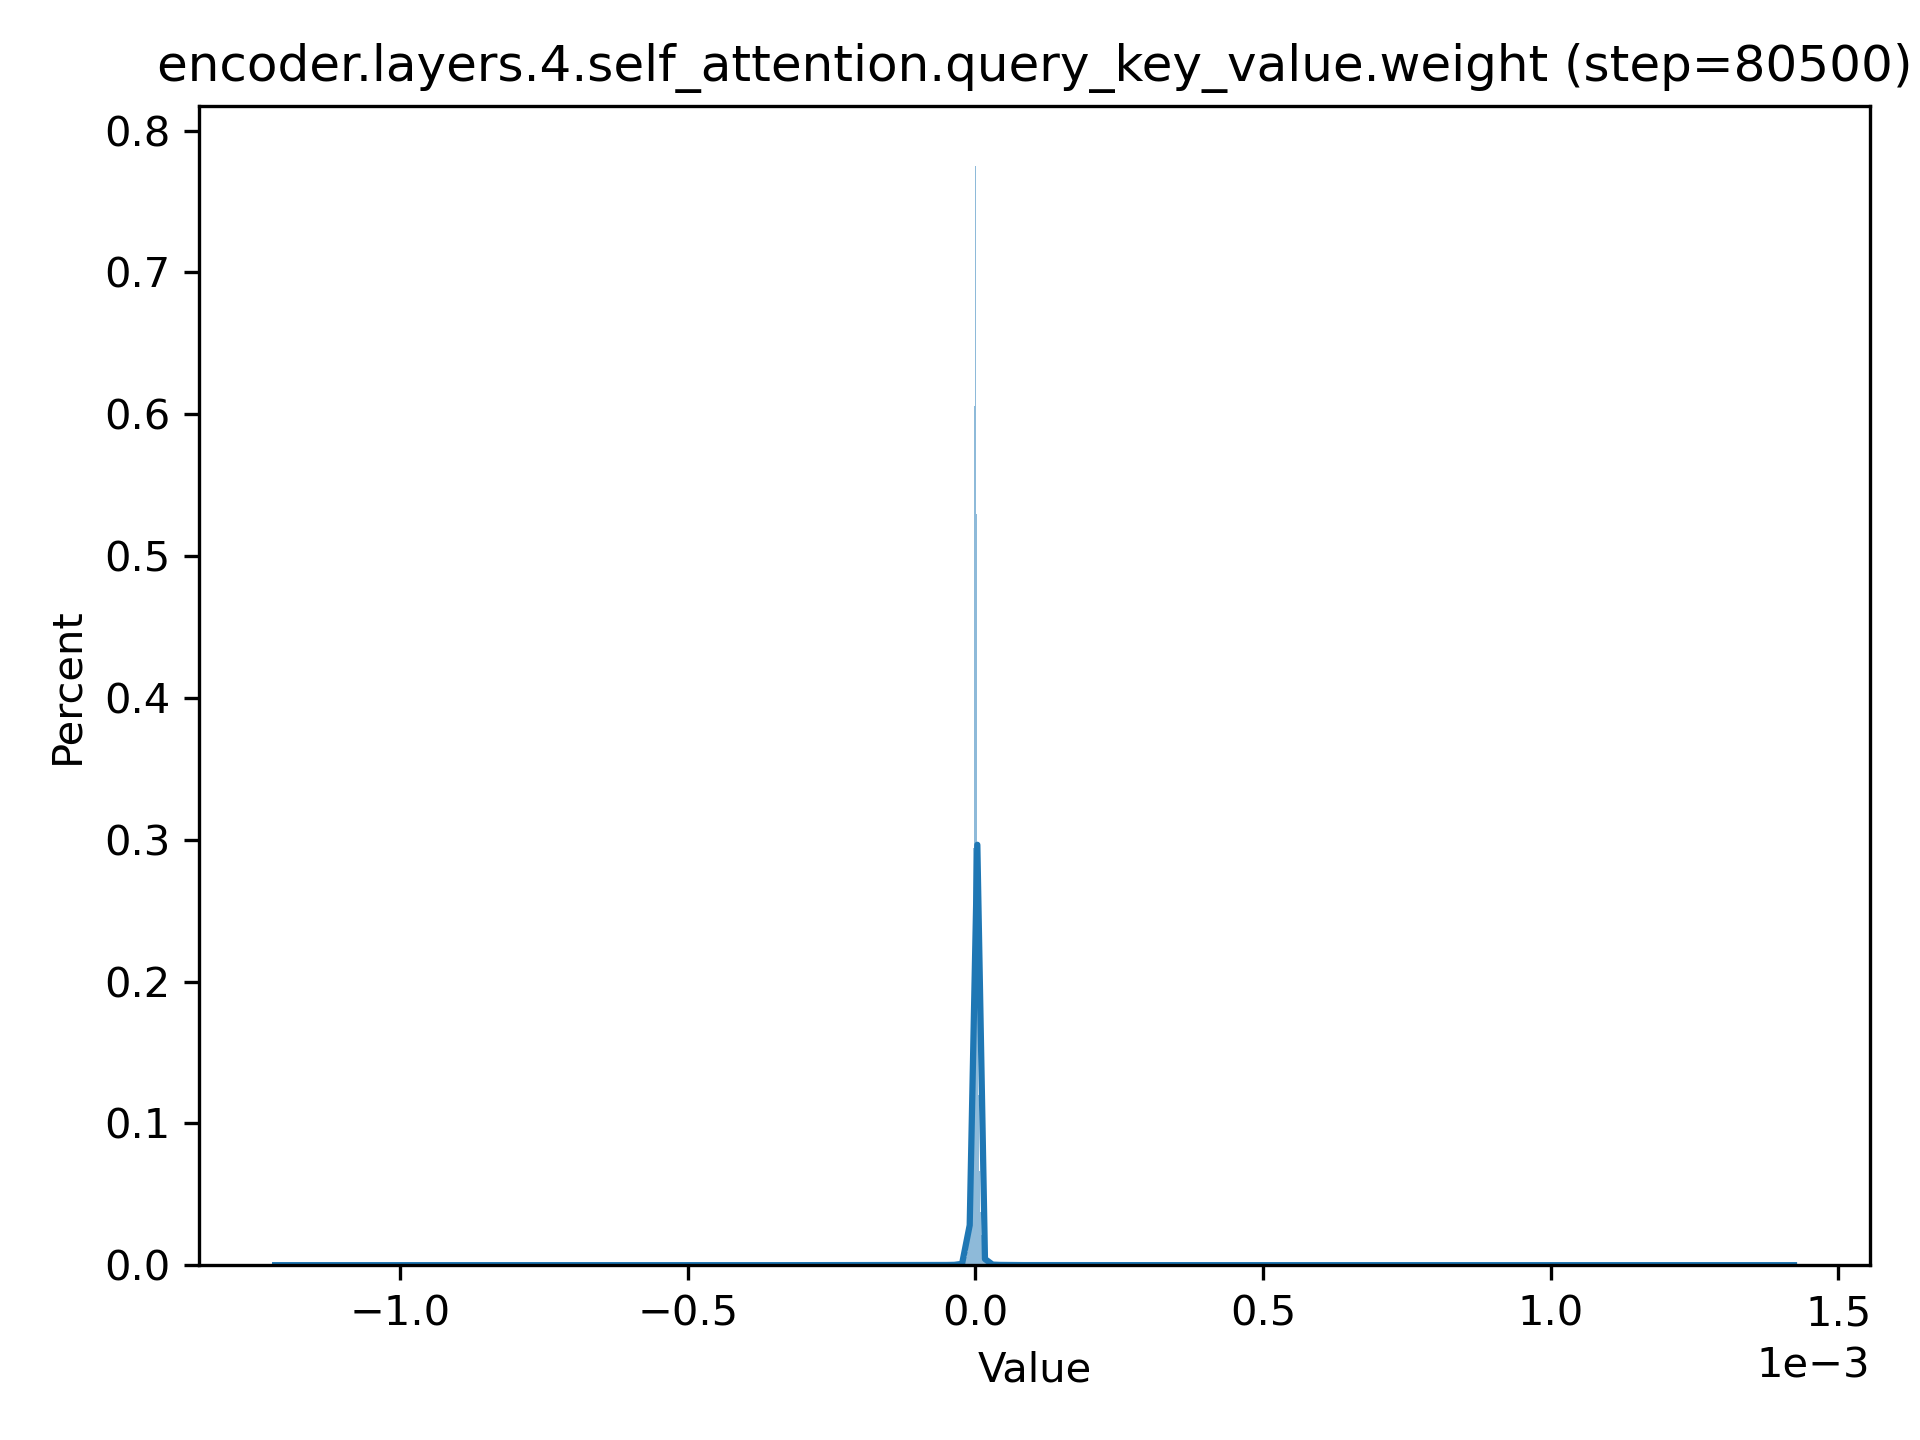 encoder.layers.4.self_attention.query_key_value.weight (step=80500)
0.8
0.7
0.6
0.5
0.4
0.3
0.2
0.1
0.0
Percent
−1.0 −0.5 0.0 0.5 1.0 1.5
1e−3
Value